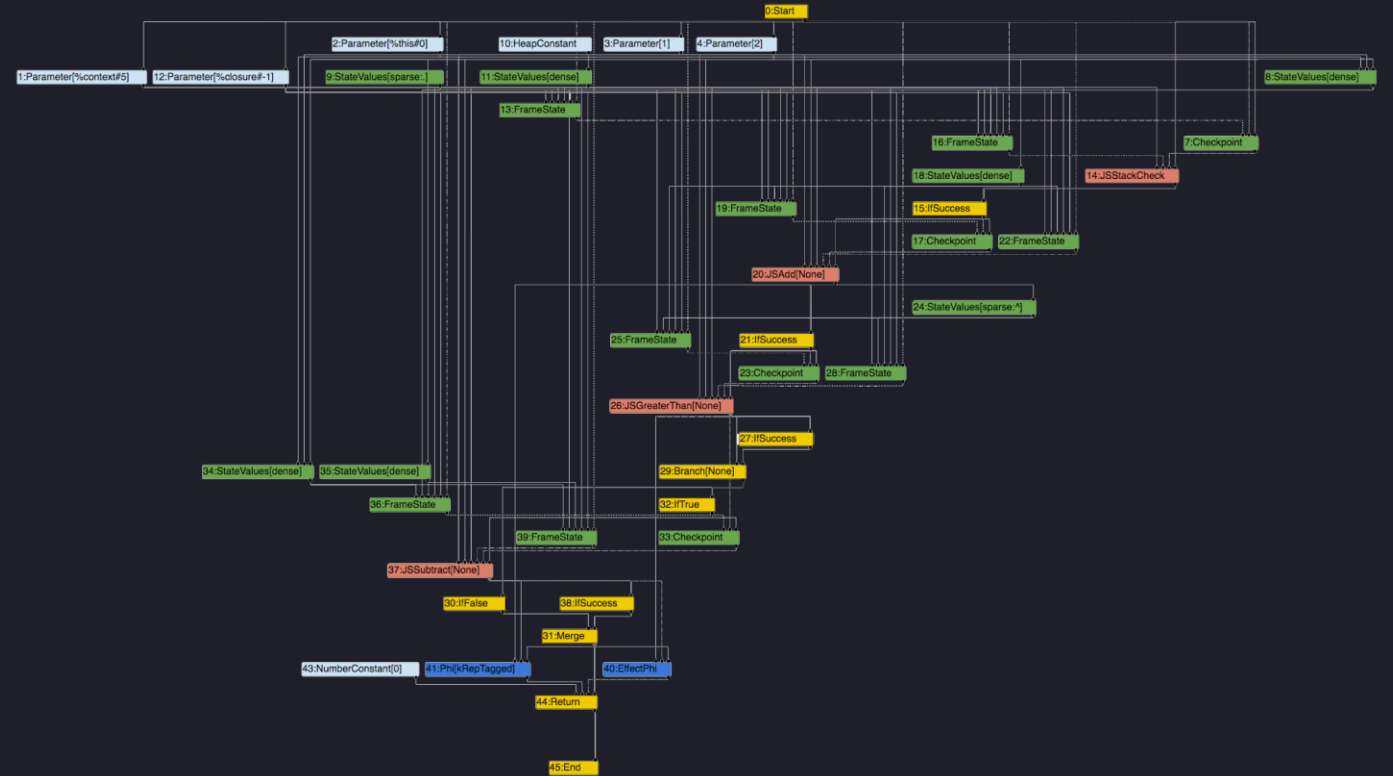 0:Start
2:Parameter[%this#0] 10:HeapConstant 3:Parameter[1] 4:Parameter[2]
1:Parameter[%context#5] 12:Parameter[%closure#-1] 9:StateValues[sparse:.] 11:StateValues[dense] 8:StateValues[dense]
13:FrameState
16:FrameState 7:Checkpoint
18:StateValues[dense] 14:JSStackCheck
19:FrameState 15:IfSuccess
17:Checkpoint 22:FrameState
20:JSAdd[None]
24:StateValues[sparse:^]
25:FrameState 21:IfSuccess
23:Checkpoint 28:FrameState
26:JSGreaterThan[None]
27:IfSuccess
34:StateValues[dense] 35:StateValues[dense] 29:Branch[None]
36:FrameState 32:IfTrue
39:FrameState 33:Checkpoint
37:JSSubtract[None]
30:IfFalse 38:IfSuccess
31:Merge
43:NumberConstant[0] 41:Phi[kRepTagged] 40:EffectPhi
44:Return
45:End